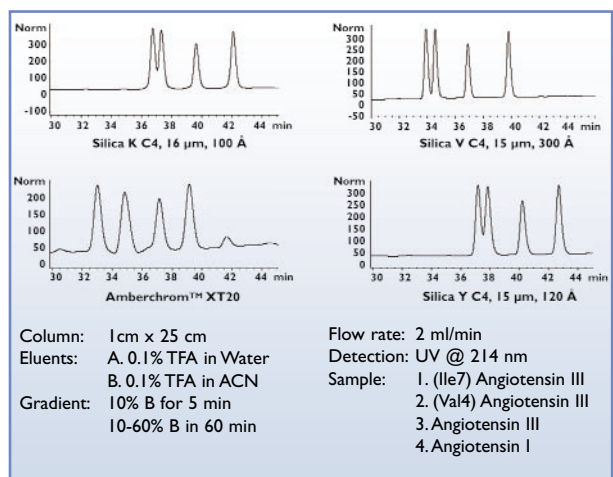 Norm
300
200
100
0
-100
30 32 34 36 38 40 42 44 min
Silica K C4, 16 µm, 100 Å
Norm
350
300
250
200
150
100
50
0
-50
30 32 34 36 38 40 42 44 min
Silica V C4, 15 µm, 300Å
Norm
200
150
100
50
0
30 32 34 36 38 40 42 44 min
Amberchrom™ XT20
Norm
350
300
250
200
150
100
50
0
30 32 34 36 38 40 42 44 min
Silica Y C4, 15 µm, 120 Å
Column: 1cm x 25 cm
Eluents: A. 0.1% TFA in Water
B. 0.1% TFA in ACN
Gradient: 10% B for 5 min
10-60% B in 60 min
Flow rate: 2 ml/min
Detection: UV @ 214 nm
Sample: 1. (Ile7) Angiotensin III
2. (Val4) Angiotensin III
3. Angiotensin III
4. Angiotensin I